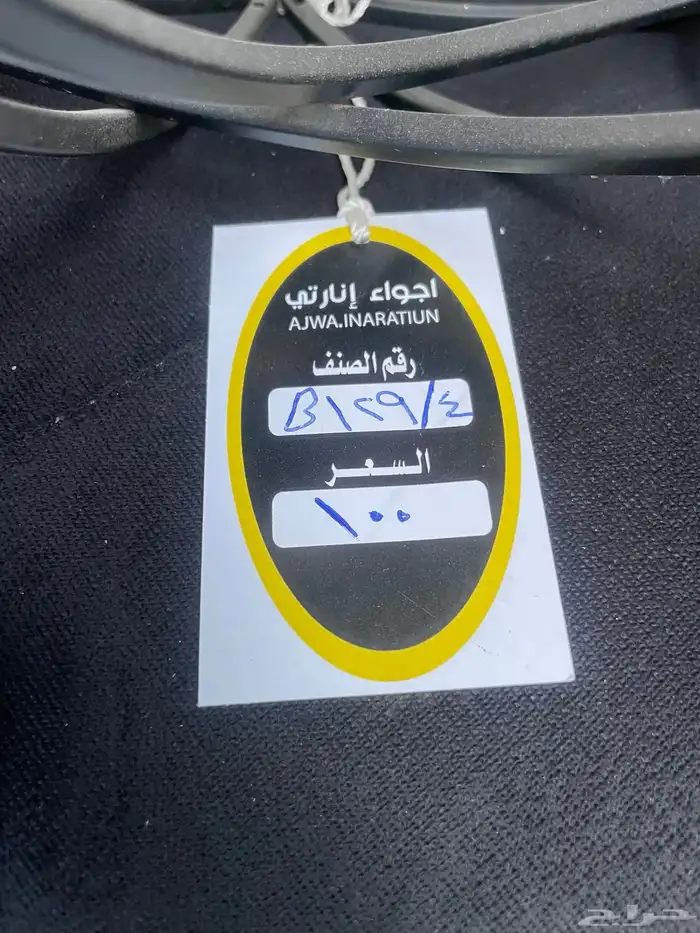 اجواء إنارتي
AJWA.INARATIUN
رقم الصنف
B١٢٩/٤
السعر
١٠٠
حراج